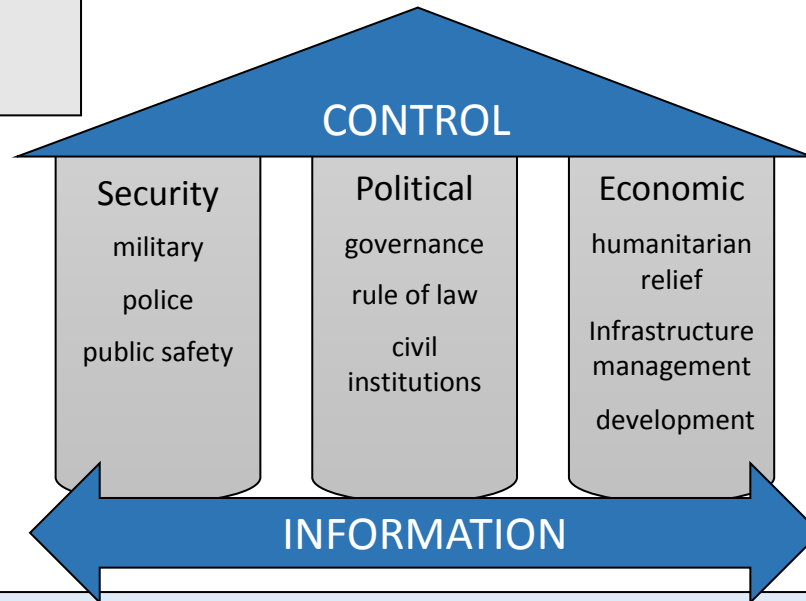 CONTROL
Security
military
police
public safety
Political
governance
rule of law
civil
institutions
Economic
humanitarian
relief
Infrastructure
management
development
INFORMATION